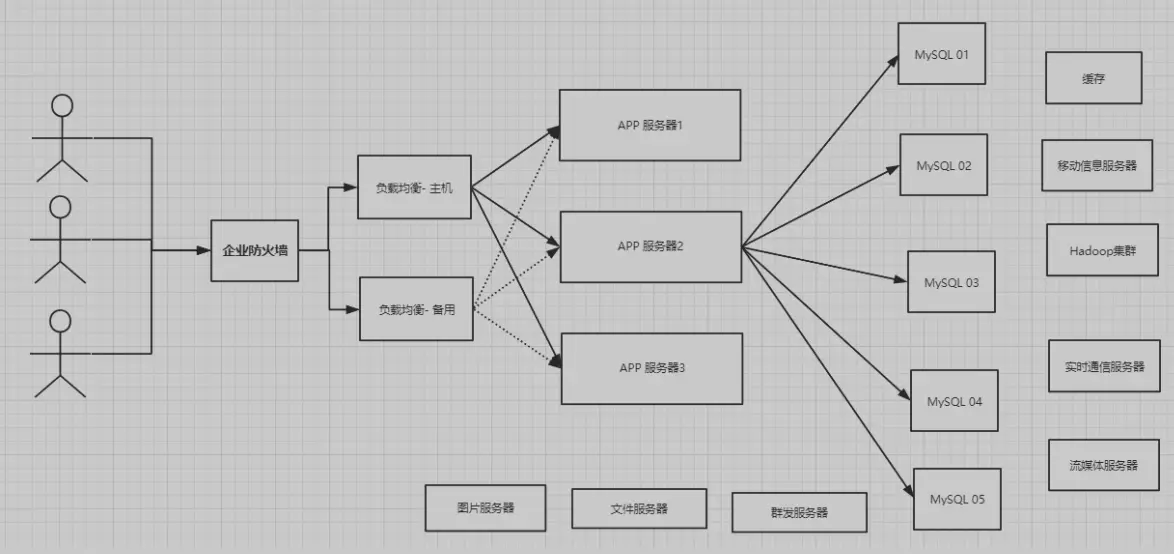 企业防火墙
负载均衡- 主机
负载均衡- 备用
APP 服务器1
APP 服务器2
APP 服务器3
MySQL 01
MySQL 02
MySQL 03
MySQL 04
MySQL 05
缓存
移动信息服务器
Hadoop集群
实时通信服务器
流媒体服务器
图片服务器
文件服务器
群发服务器